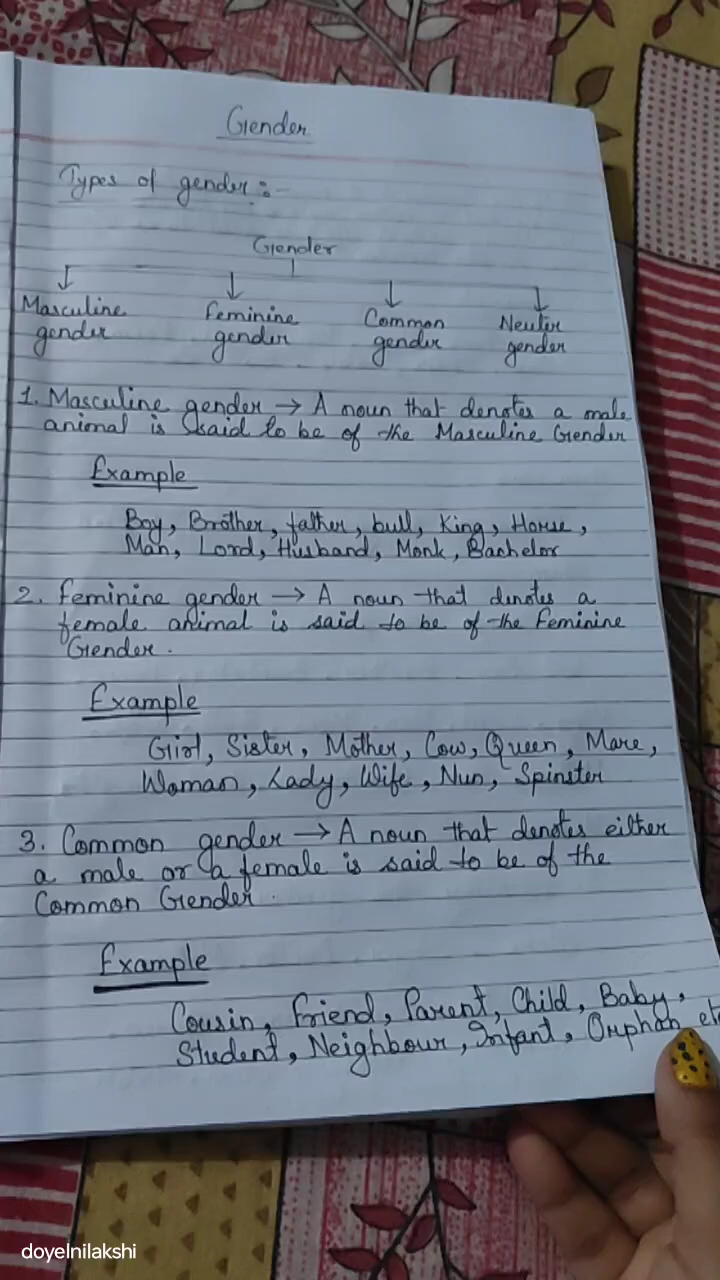 Gender
Types of gender :-
Gender
Masculine gender
Feminine gender
Common gender
Neuter gender
1. Masculine gender → A noun that denotes a male
animal is said to be of the Masculine Gender
Example
Boy, Brother, father, bull, King, Horse,
Man, Lord, Husband, Monk, Bachelor
2. Feminine gender → A noun that denotes a
female animal is said to be of the Feminine
Gender.
Example
Girl, Sister, Mother, Cow, Queen, Mare,
Woman, Lady, Wife, Nun, Spinster
3. Common gender → A noun that denotes either
a male or a female is said to be of the
Common Gender.
Example
Cousin, Friend, Parent, Child, Baby,
Student, Neighbour, Infant, Orphan etc
doyelnilakshi